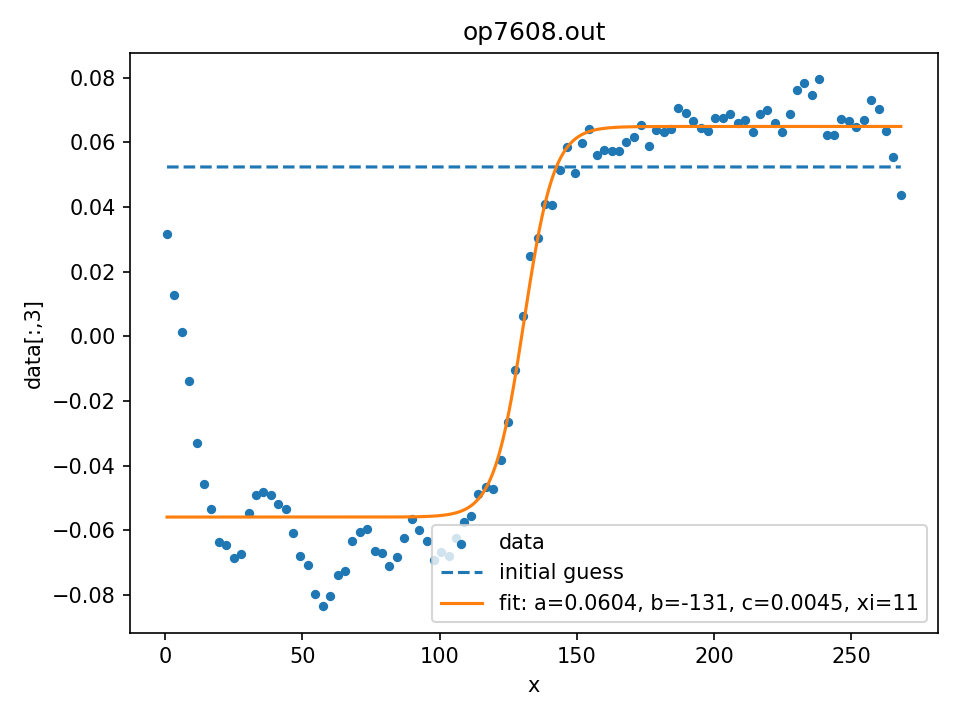 op7608.out
0.08
0.06
0.04
0.02
0.00
−0.02
−0.04
−0.06
−0.08
data[:,3]
data
initial guess
fit: a=0.0604, b=-131, c=0.0045, xi=11
0 50 100 150 200 250
x